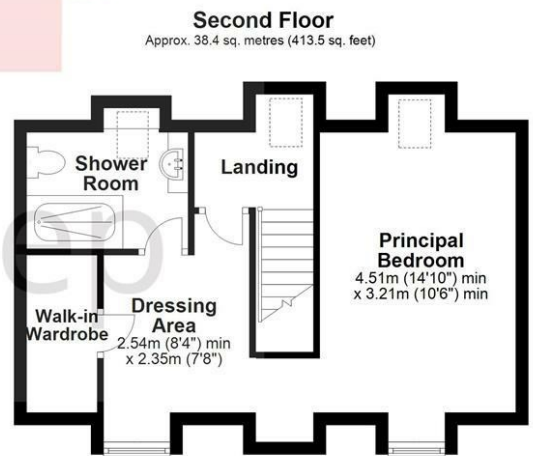 Second Floor
Approx. 38.4 sq. metres (413.5 sq. feet)
Shower
Room
Landing
Principal
Bedroom
4.51m (14'10") min
x 3.21m (10'6") min
Walk-in
Wardrobe
Dressing
Area
2.54m (8'4") min
x 2.35m (7'8")
ep